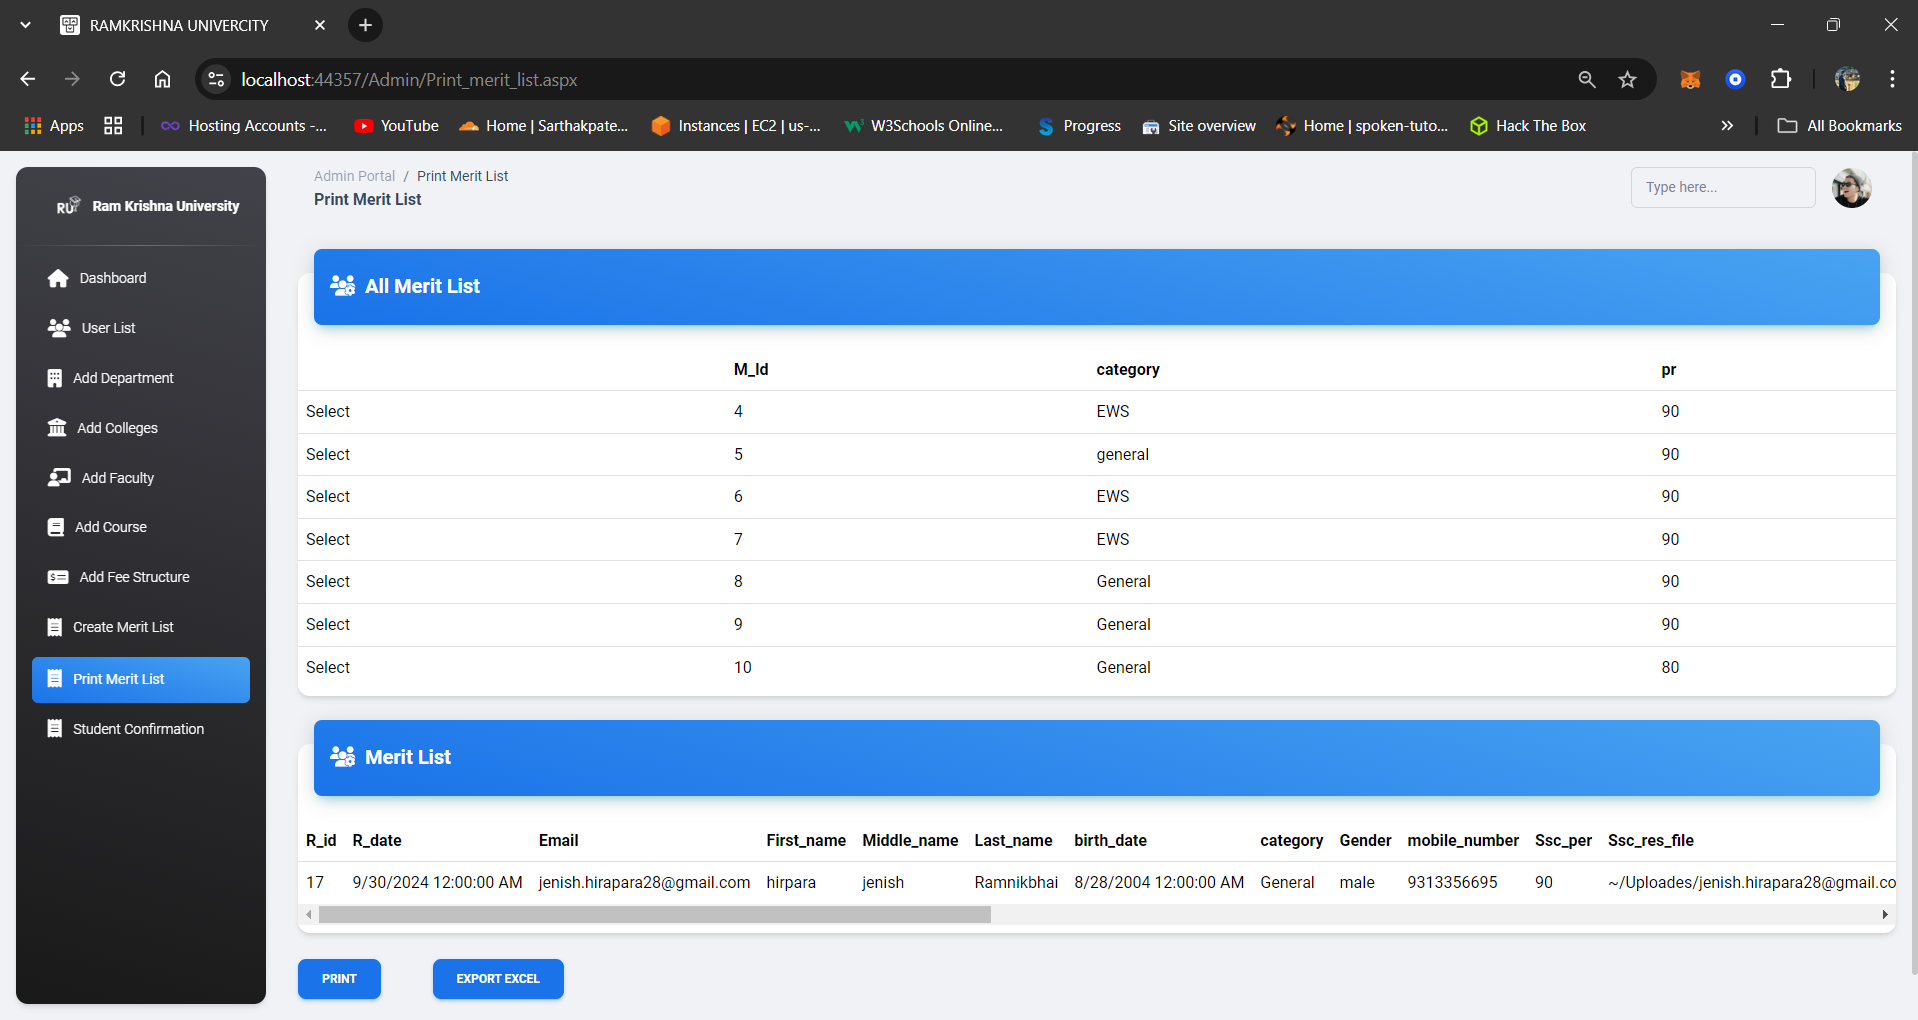 RAMKRISHNA UNIVERCITY
localhost:44357/Admin/Print_merit_list.aspx
Apps Hosting Accounts -... YouTube Home | Sarthakpate... Instances | EC2 | us-... W3Schools Online... Progress Site overview Home | spoken-tuto... Hack The Box All Bookmarks
RU Ram Krishna University
Dashboard
User List
Add Department
Add Colleges
Add Faculty
Add Course
Add Fee Structure
Create Merit List
Print Merit List
Student Confirmation
Admin Portal / Print Merit List
Print Merit List
Type here...
All Merit List
M_Id category pr
Select 4 EWS 90
Select 5 general 90
Select 6 EWS 90
Select 7 EWS 90
Select 8 General 90
Select 9 General 90
Select 10 General 80
Merit List
R_id R_date Email First_name Middle_name Last_name birth_date category Gender mobile_number Ssc_per Ssc_res_file
17 9/30/2024 12:00:00 AM jenish.hirapara28@gmail.com hirpara jenish Ramnikbhai 8/28/2004 12:00:00 AM General male 9313356695 90 ~/Uploades/jenish.hirapara28@gmail.co
PRINT EXPORT EXCEL